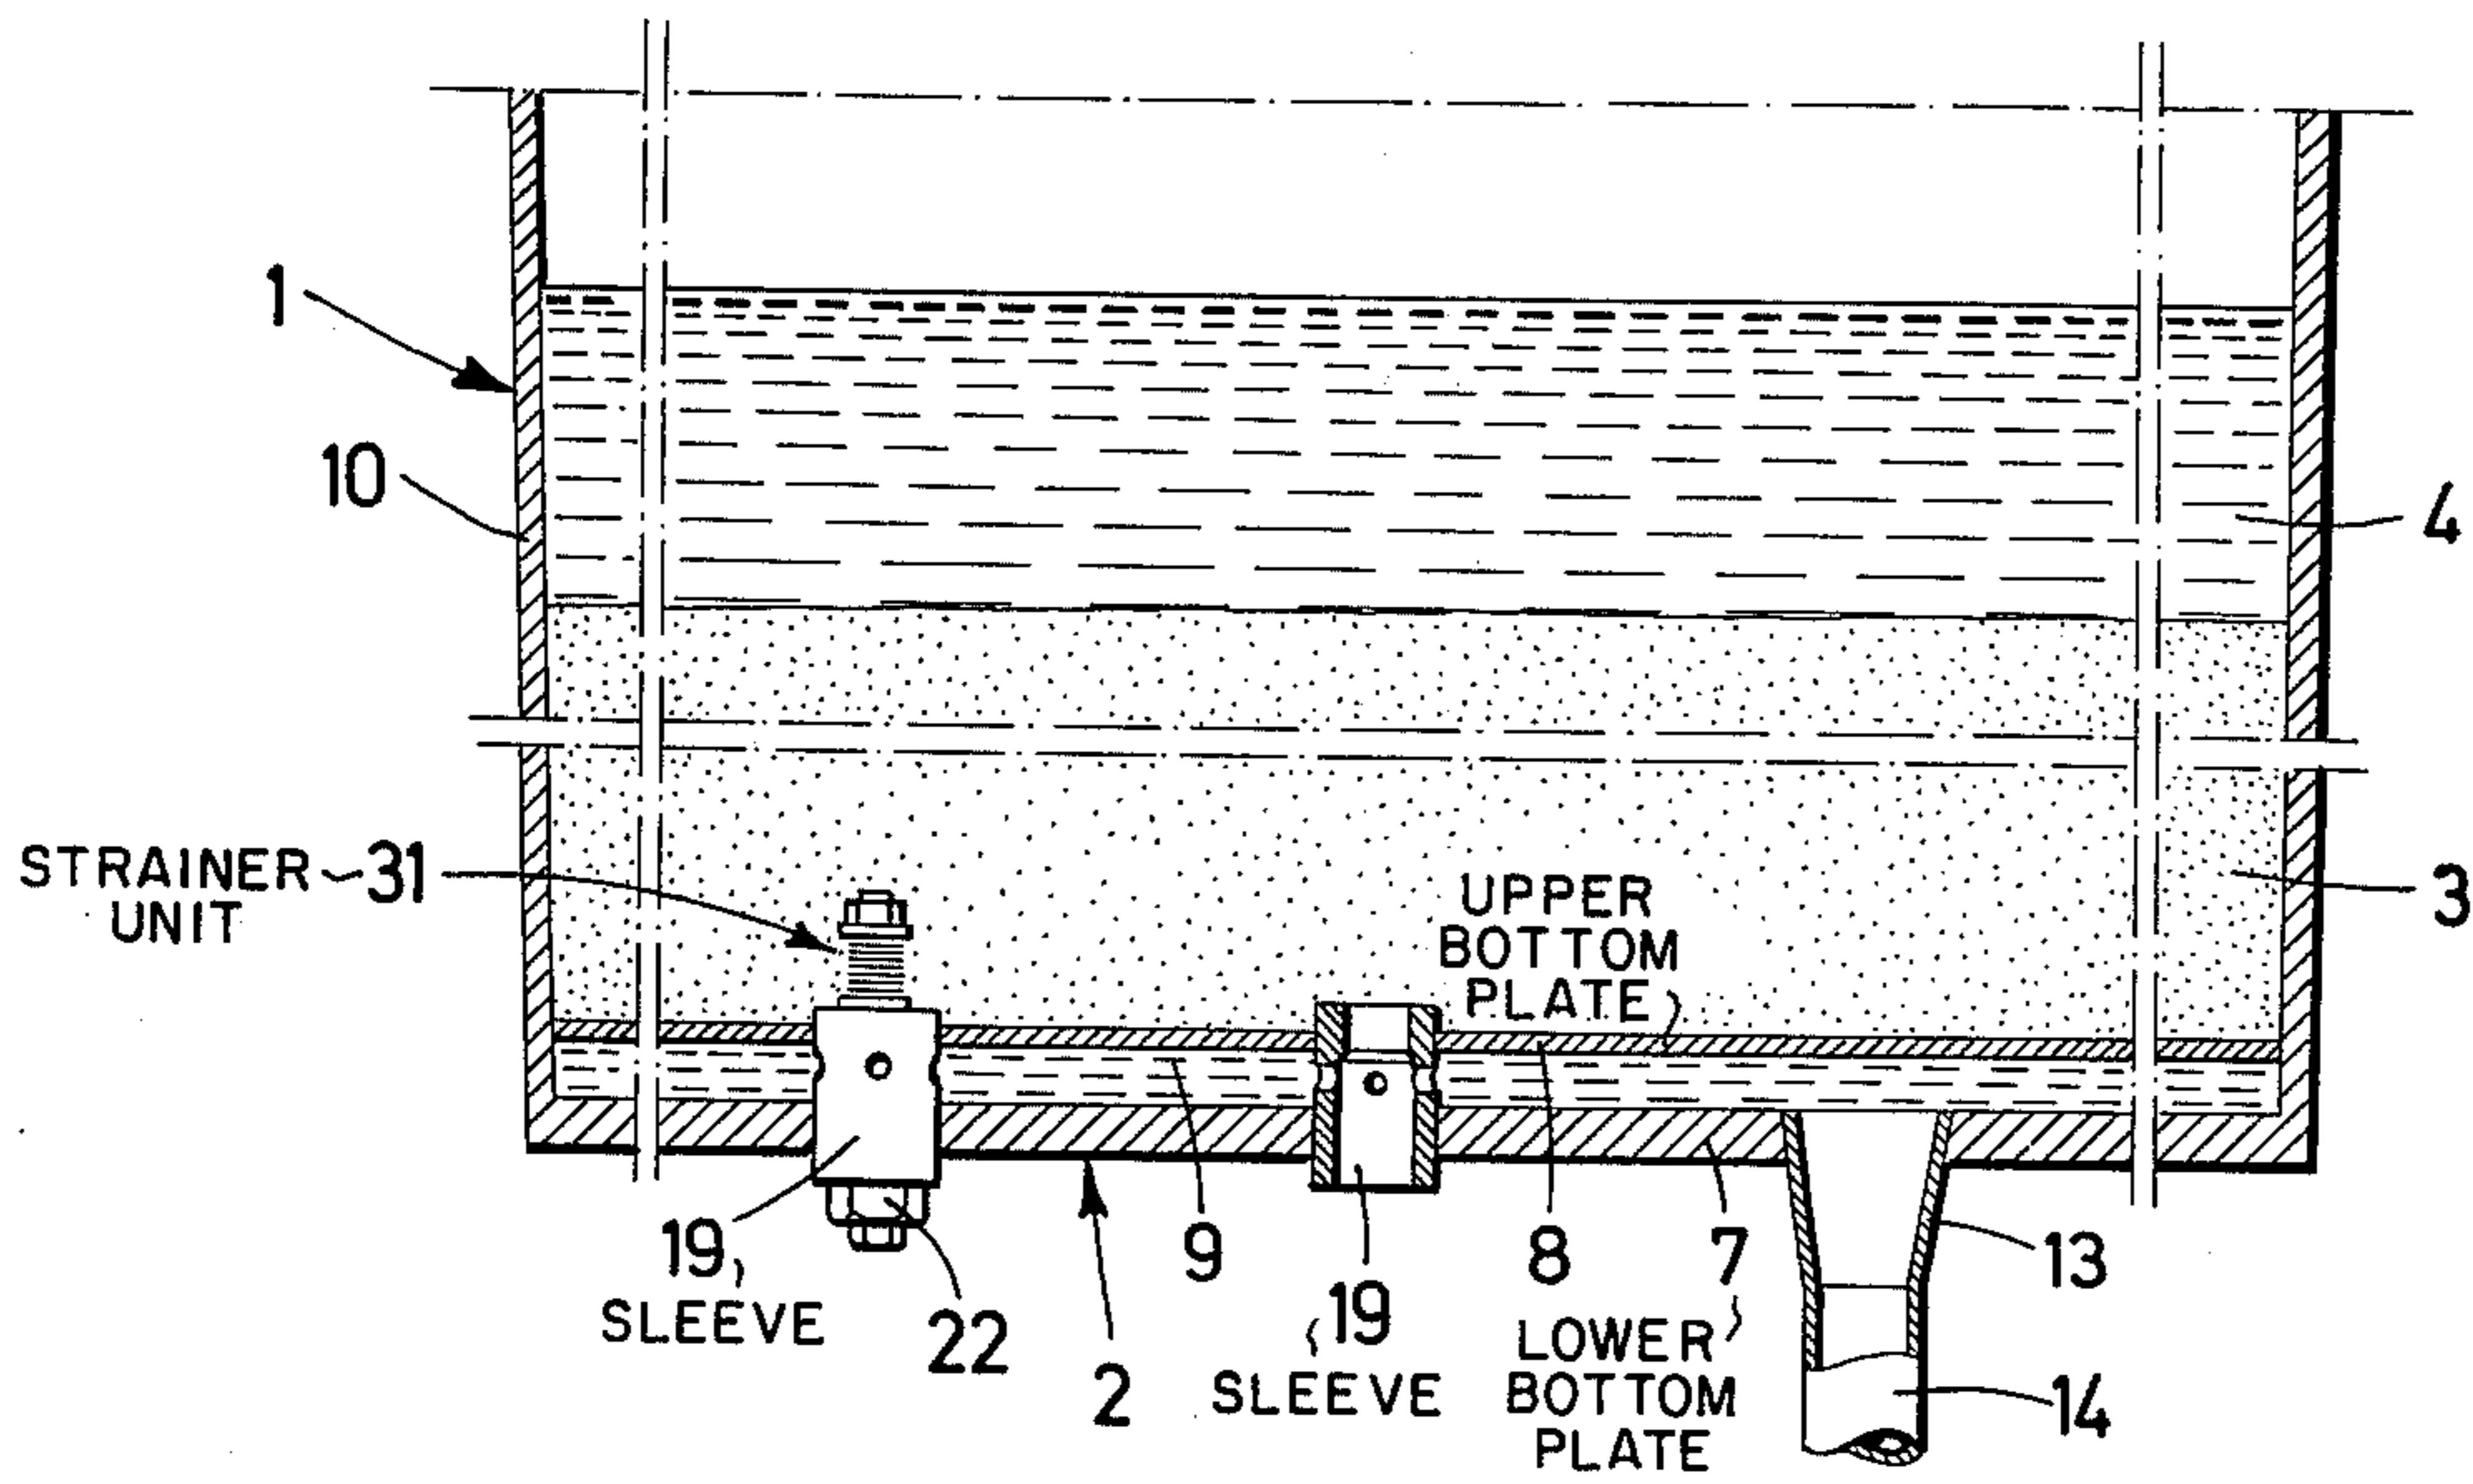 1
10
4
STRAINER 31
UNIT
3
UPPER
BOTTOM
PLATE
19
SLEEVE
22
2
9
19
SLEEVE
8
7
LOWER
BOTTOM
PLATE
13
14